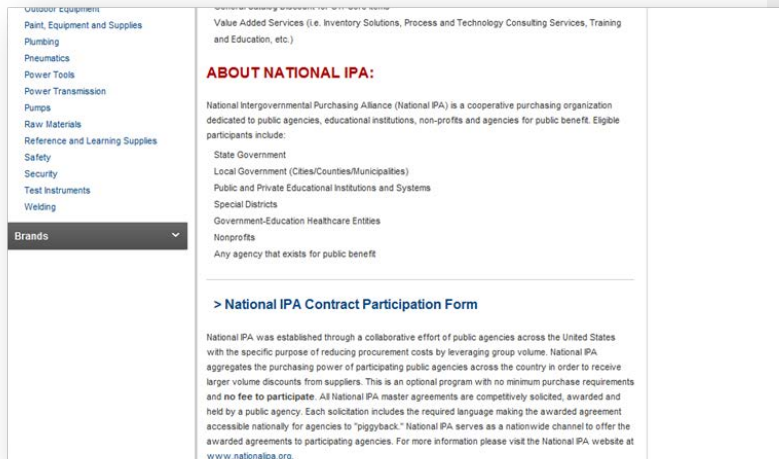 Outdoor Equipment
Paint, Equipment and Supplies
Plumbing
Pneumatics
Power Tools
Power Transmission
Pumps
Raw Materials
Reference and Learning Supplies
Safety
Security
Test Instruments
Welding
Brands
Value Added Services (i.e. Inventory Solutions, Process and Technology Consulting Services, Training
and Education, etc.)
ABOUT NATIONAL IPA:
National Intergovernmental Purchasing Alliance (National IPA) is a cooperative purchasing organization
dedicated to public agencies, educational institutions, non-profits and agencies for public benefit. Eligible
participants include:
State Government
Local Government (Cities/Counties/Municipalities)
Public and Private Educational Institutions and Systems
Special Districts
Government-Education Healthcare Entities
Nonprofits
Any agency that exists for public benefit
> National IPA Contract Participation Form
National IPA was established through a collaborative effort of public agencies across the United States
with the specific purpose of reducing procurement costs by leveraging group volume. National IPA
aggregates the purchasing power of participating public agencies across the country in order to receive
larger volume discounts from suppliers. This is an optional program with no minimum purchase requirements
and no fee to participate. All National IPA master agreements are competitively solicited, awarded and
held by a public agency. Each solicitation includes the required language making the awarded agreement
accessible nationally for agencies to "piggyback." National IPA serves as a nationwide channel to offer the
awarded agreements to participating agencies. For more information please visit the National IPA website at
www.nationalipa.org.